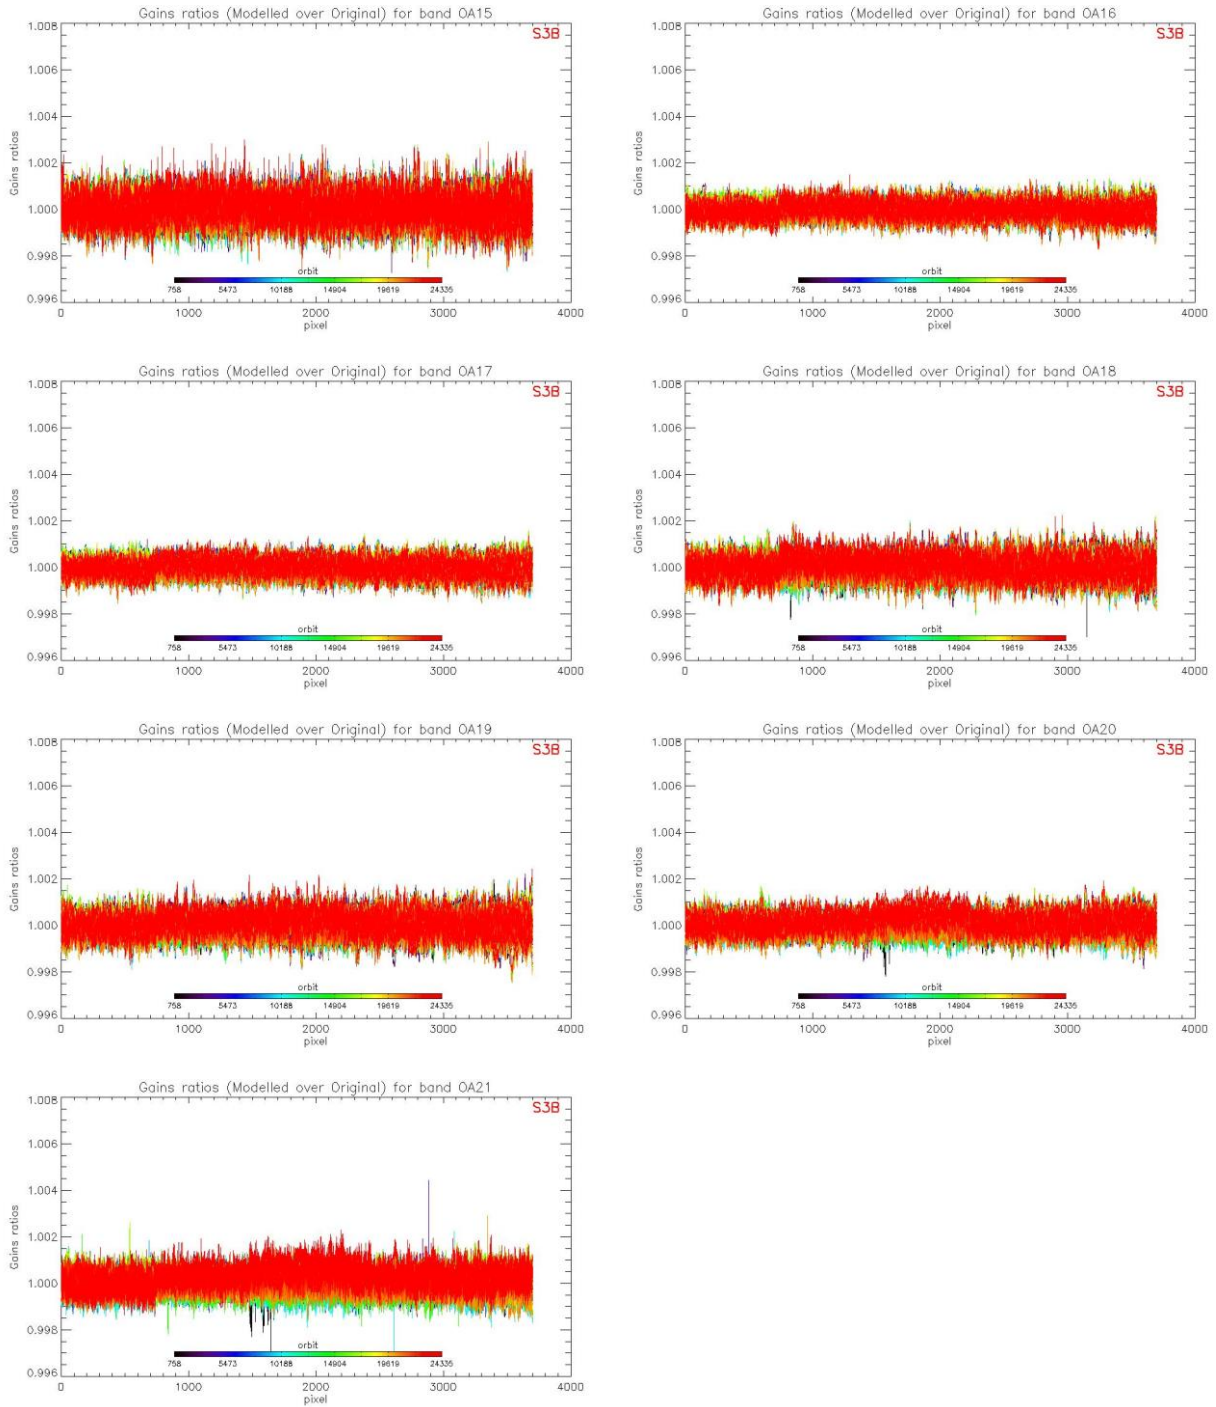 Gains ratios (Modelled over Original) for band OA15
S3B
1.008
1.006
1.004
1.002
1.000
0.998
0.996
Gains ratios
orbit
758 5473 10188 14904 19619 24335
0 1000 2000 3000 4000
pixel
Gains ratios (Modelled over Original) for band OA16
S3B
1.008
1.006
1.004
1.002
1.000
0.998
0.996
Gains ratios
orbit
758 5473 10188 14904 19619 24335
0 1000 2000 3000 4000
pixel
Gains ratios (Modelled over Original) for band OA17
S3B
1.008
1.006
1.004
1.002
1.000
0.998
0.996
Gains ratios
orbit
758 5473 10188 14904 19619 24335
0 1000 2000 3000 4000
pixel
Gains ratios (Modelled over Original) for band OA18
S3B
1.008
1.006
1.004
1.002
1.000
0.998
0.996
Gains ratios
orbit
758 5473 10188 14904 19619 24335
0 1000 2000 3000 4000
pixel
Gains ratios (Modelled over Original) for band OA19
S3B
1.008
1.006
1.004
1.002
1.000
0.998
0.996
Gains ratios
orbit
758 5473 10188 14904 19619 24335
0 1000 2000 3000 4000
pixel
Gains ratios (Modelled over Original) for band OA20
S3B
1.008
1.006
1.004
1.002
1.000
0.998
0.996
Gains ratios
orbit
758 5473 10188 14904 19619 24335
0 1000 2000 3000 4000
pixel
Gains ratios (Modelled over Original) for band OA21
S3B
1.008
1.006
1.004
1.002
1.000
0.998
0.996
Gains ratios
orbit
758 5473 10188 14904 19619 24335
0 1000 2000 3000 4000
pixel